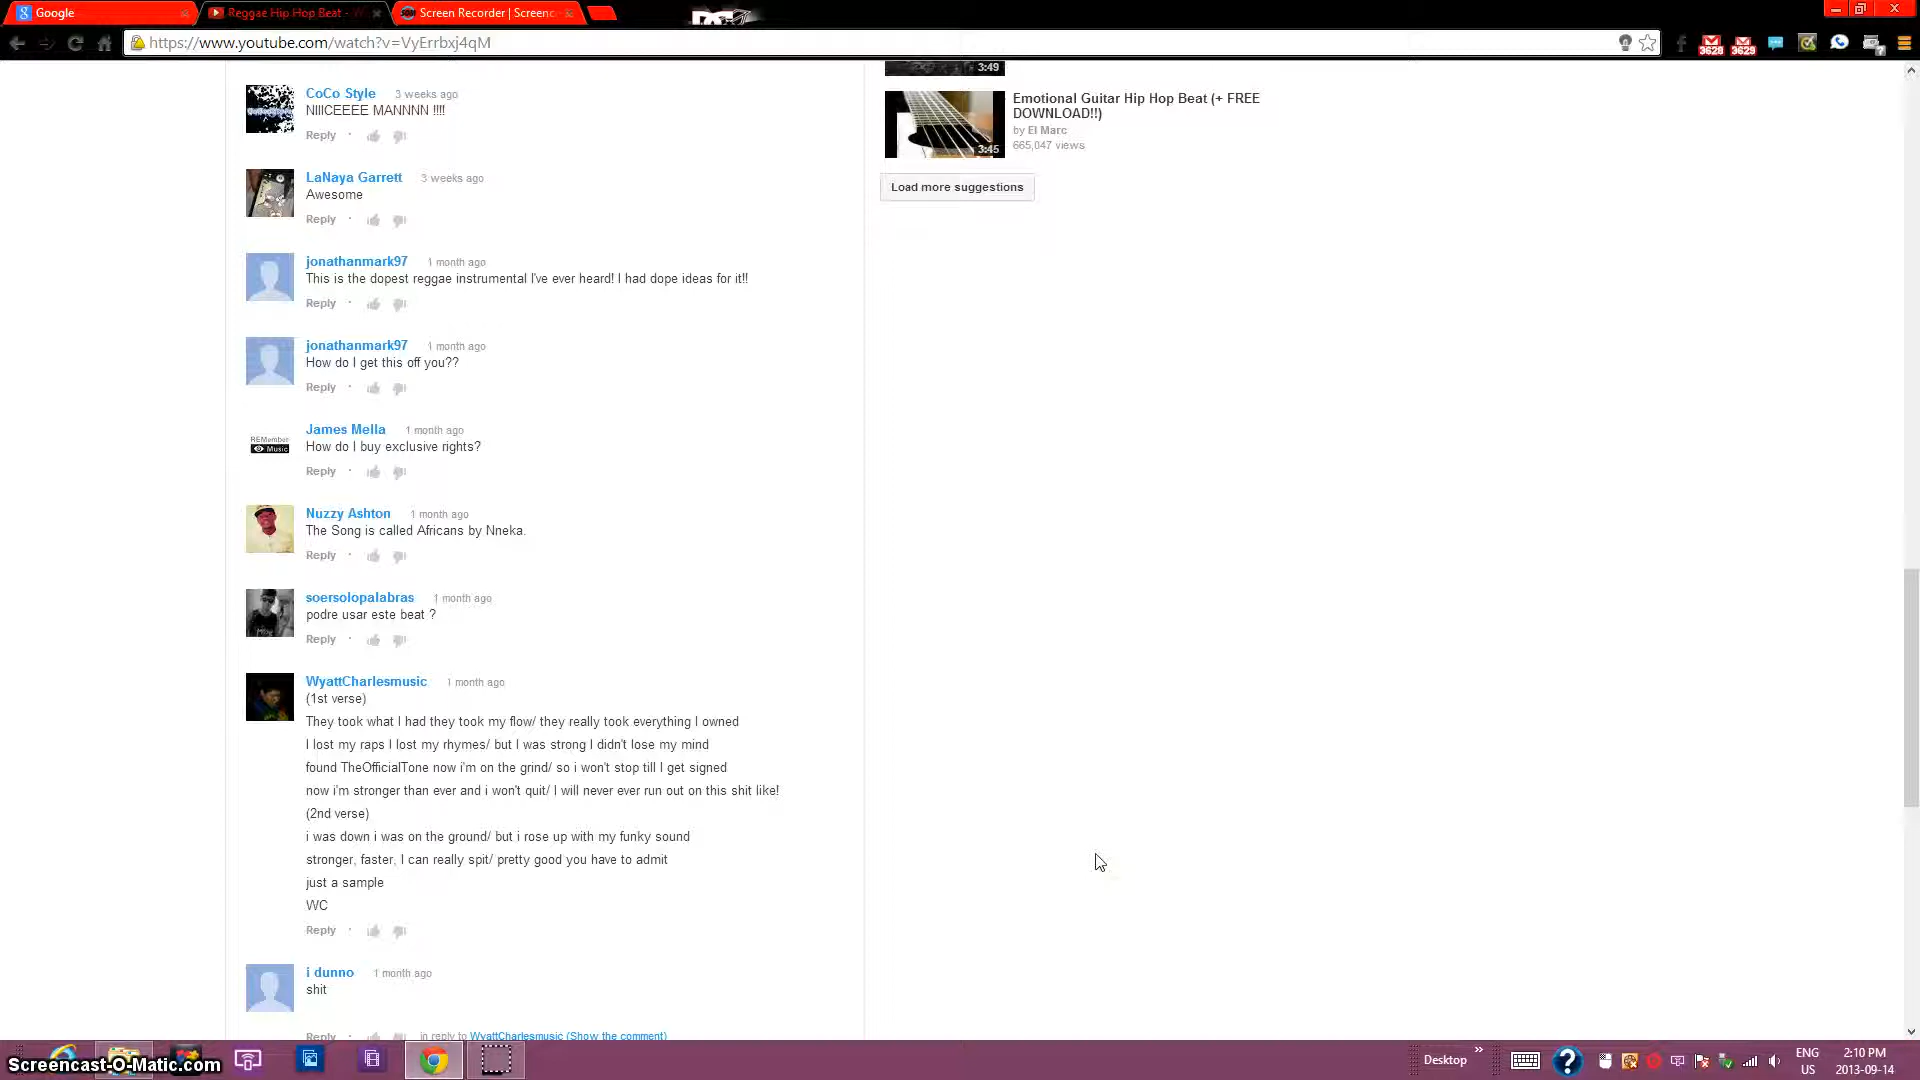 Google
Reggae Hip Hop Beat - W
Screen Recorder | Screenc
https://www.youtube.com/watch?v=VyErrbxj4qM
3628
3629
3:49
CoCo Style 3 weeks ago
NIIICEEEE MANNNN !!!!
Reply
Emotional Guitar Hip Hop Beat (+ FREE
DOWNLOAD!!)
by El Marc
665,047 views
3:45
Load more suggestions
LaNaya Garrett 3 weeks ago
Awesome
Reply
jonathanmark97 1 month ago
This is the dopest reggae instrumental I've ever heard! I had dope ideas for it!!
Reply
jonathanmark97 1 month ago
How do I get this off you??
Reply
REMember
Music
James Mella 1 month ago
How do I buy exclusive rights?
Reply
Nuzzy Ashton 1 month ago
The Song is called Africans by Nneka.
Reply
soersolopalabras 1 month ago
podre usar este beat ?
Reply
WyattCharlesmusic 1 month ago
(1st verse)
They took what I had they took my flow/ they really took everything I owned
I lost my raps I lost my rhymes/ but I was strong I didn't lose my mind
found TheOfficialTone now i'm on the grind/ so i won't stop till I get signed
now i'm stronger than ever and i won't quit/ I will never ever run out on this shit like!
(2nd verse)
i was down i was on the ground/ but i rose up with my funky sound
stronger, faster, I can really spit/ pretty good you have to admit
just a sample
WC
Reply
i dunno 1 month ago
shit
Reply in reply to WyattCharlesmusic (Show the comment)
Screencast-O-Matic.com
Desktop
ENG
US
2:10 PM
2013-09-14